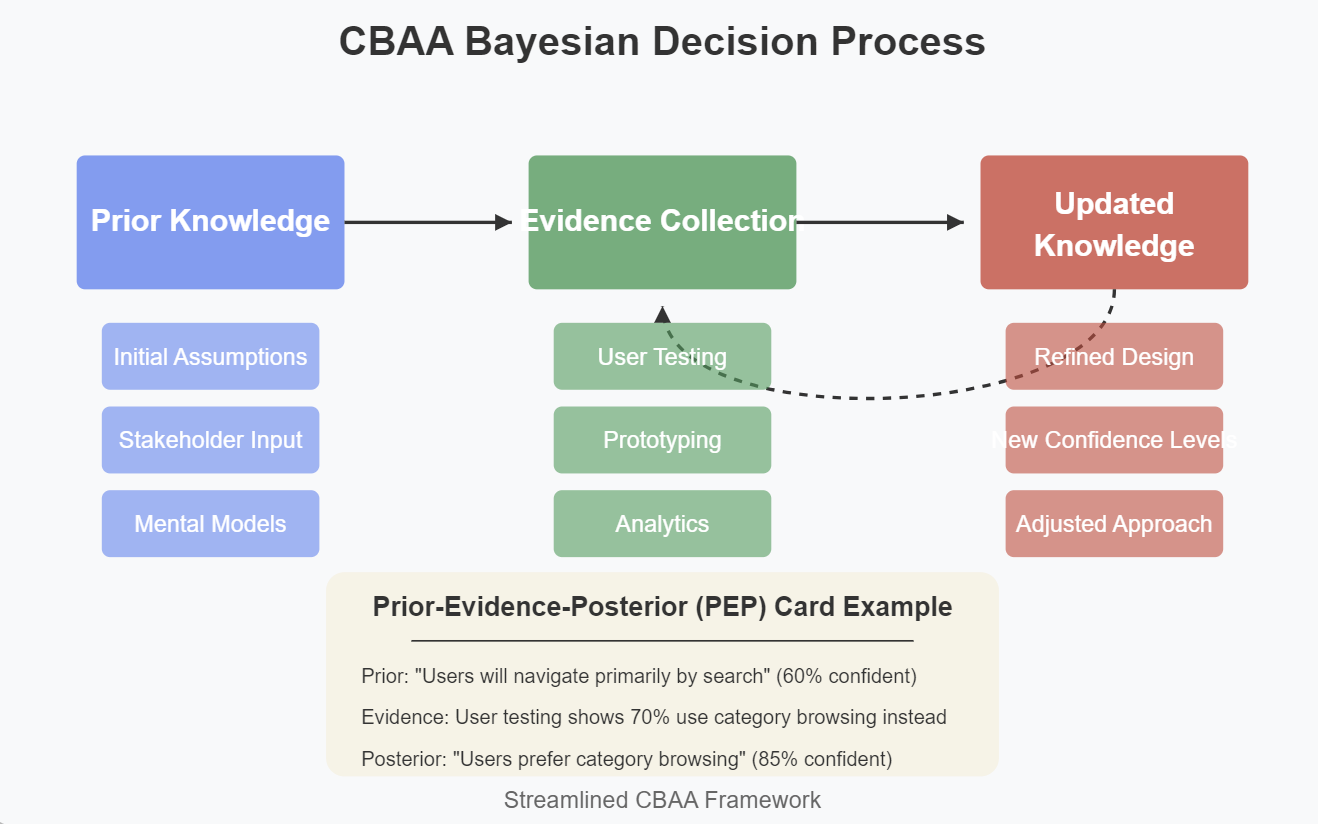 CBAA Bayesian Decision Process
Prior Knowledge
Evidence Collection
Updated
Knowledge
Initial Assumptions
User Testing
Refined Design
Stakeholder Input
Prototyping
New Confidence Levels
Mental Models
Analytics
Adjusted Approach
Prior-Evidence-Posterior (PEP) Card Example
Prior: "Users will navigate primarily by search" (60% confident)
Evidence: User testing shows 70% use category browsing instead
Posterior: "Users prefer category browsing" (85% confident)
Streamlined CBAA Framework